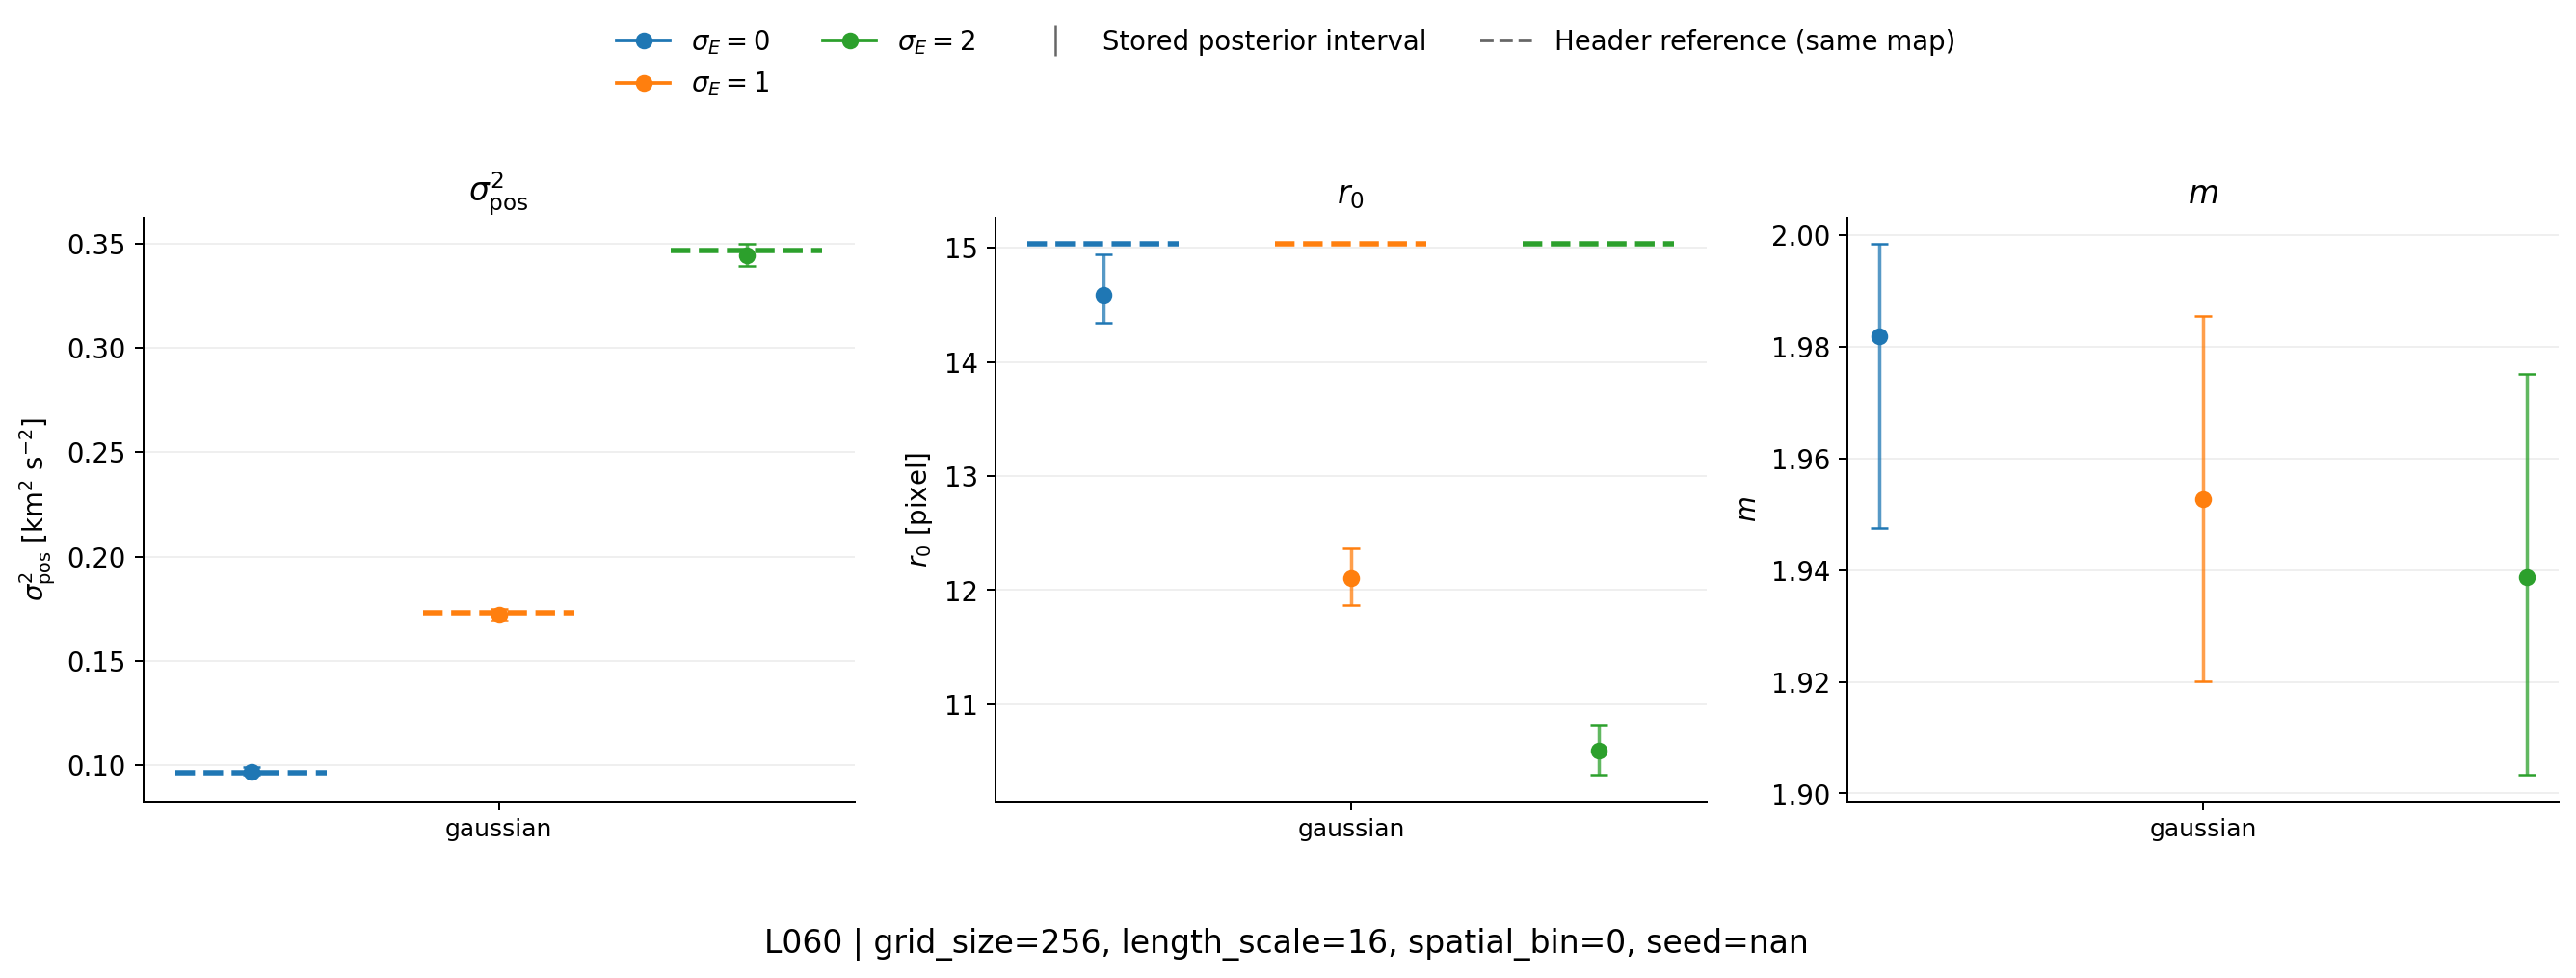 σ_E = 0
σ_E = 1
σ_E = 2
Stored posterior interval
Header reference (same map)
σ²_pos
σ²_pos [km² s⁻²]
0.35
0.30
0.25
0.20
0.15
0.10
gaussian
r₀
r₀ [pixel]
15
14
13
12
11
gaussian
m
m
2.00
1.98
1.96
1.94
1.92
1.90
gaussian
L060 | grid_size=256, length_scale=16, spatial_bin=0, seed=nan